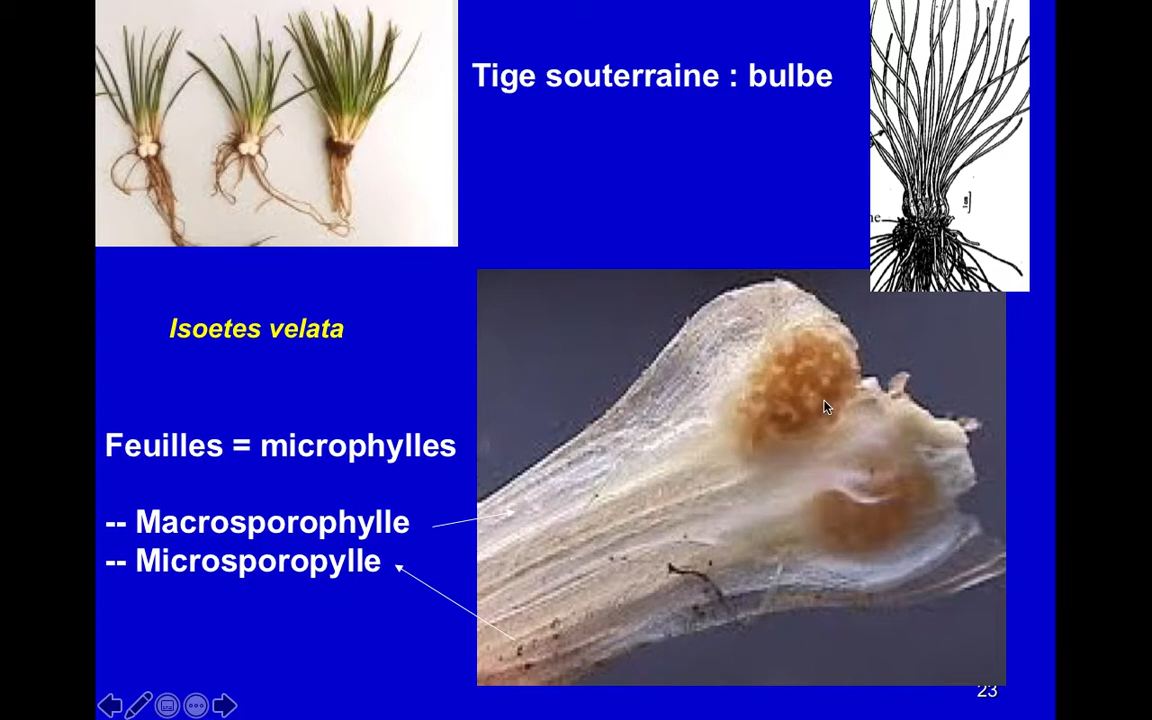 Tige souterraine : bulbe
Isoetes velata
Feuilles = microphylles
-- Macrosporophylle
-- Microsporopylle
23